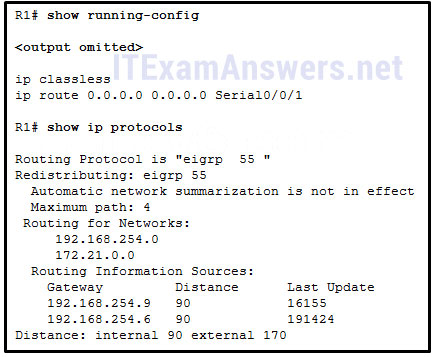 R1# show running-config
<output omitted>
ITExamAnswers.net
ip classless
ip route 0.0.0.0 0.0.0.0 Serial0/0/1
R1# show ip protocols
Routing Protocol is "eigrp 55 "
Redistributing: eigrp 55
Automatic network summarization is not in effect
Maximum path: 4
Routing for Networks:
192.168.254.0
172.21.0.0
Routing Information Sources:
Gateway Distance Last Update
192.168.254.9 90 16155
192.168.254.6 90 191424
Distance: internal 90 external 170